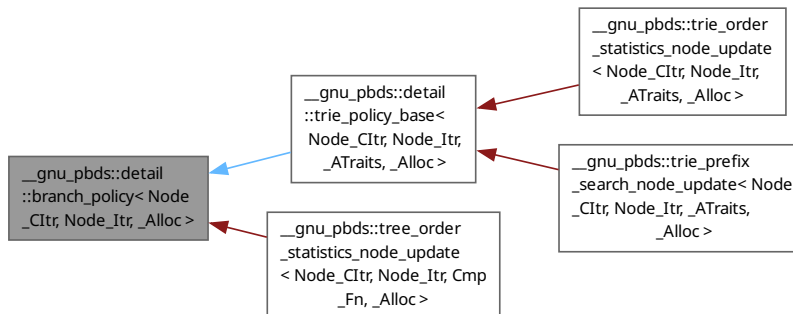 __gnu_pbds::detail
::branch_policy< Node
_CItr, Node_Itr, _Alloc >
__gnu_pbds::detail
::trie_policy_base<
Node_CItr, Node_Itr,
_ATraits, _Alloc >
__gnu_pbds::tree_order
_statistics_node_update
< Node_CItr, Node_Itr, Cmp
_Fn, _Alloc >
__gnu_pbds::trie_order
_statistics_node_update
< Node_CItr, Node_Itr,
_ATraits, _Alloc >
__gnu_pbds::trie_prefix
_search_node_update< Node
_CItr, Node_Itr, _ATraits,
_Alloc >